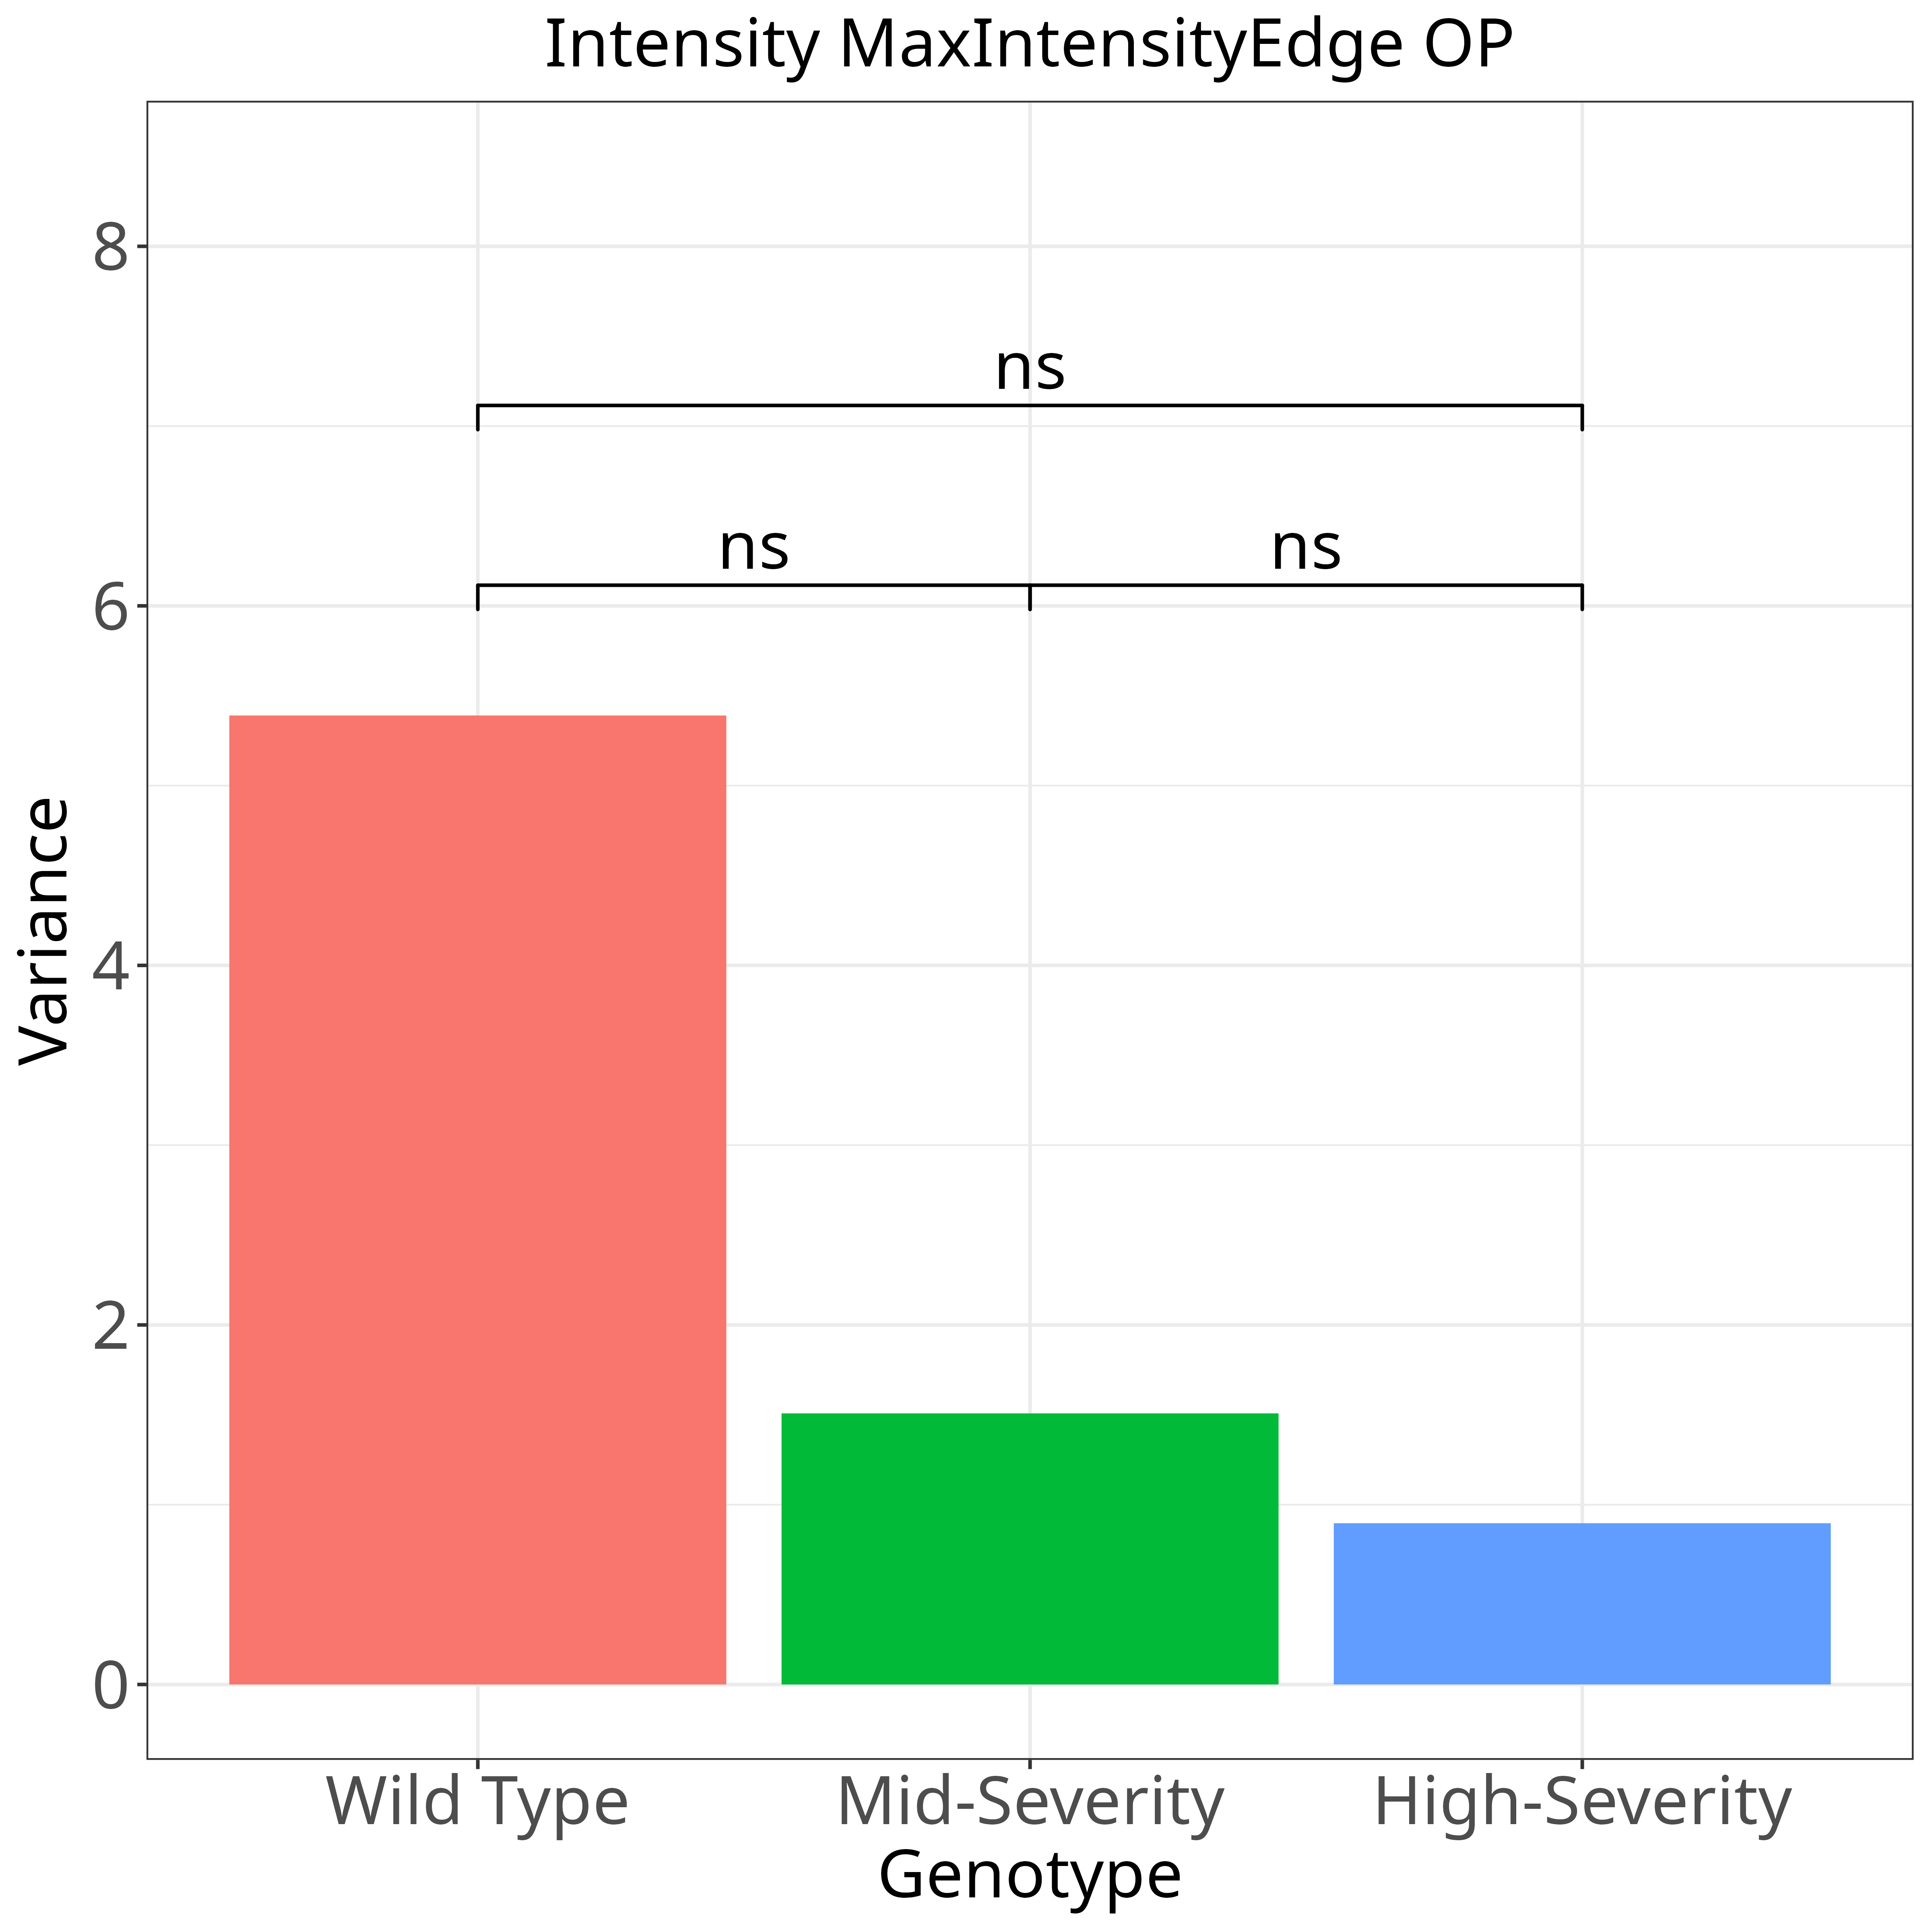 Intensity MaxIntensityEdge OP
8
ns
ns ns
6
4
2
0
Variance
Wild Type Mid-Severity High-Severity
Genotype